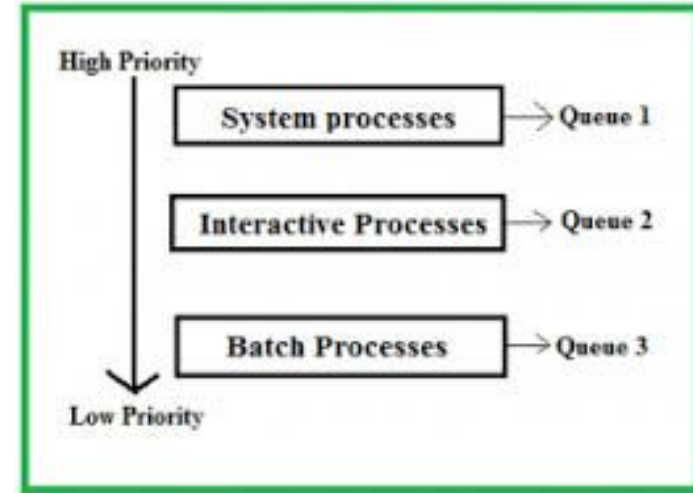 High Priority
System processes
Queue 1
Interactive Processes
Queue 2
Batch Processes
Queue 3
Low Priority